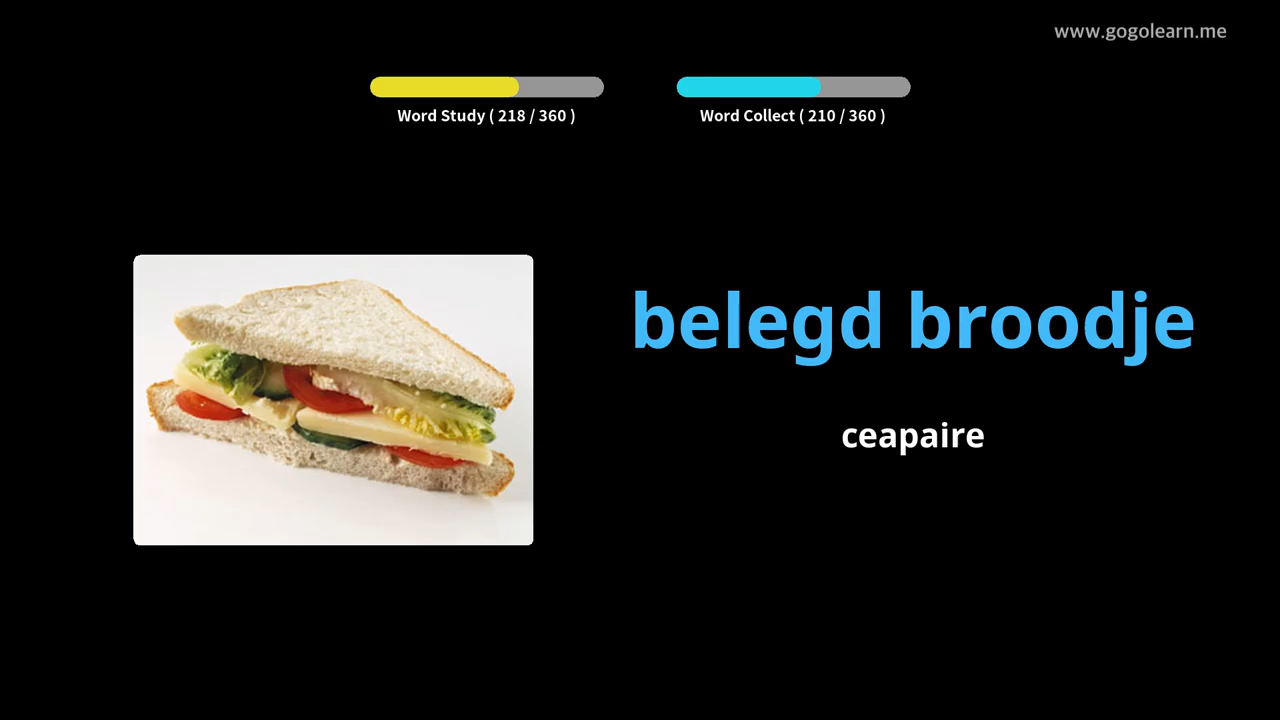 www.gogolearn.me
Word Study ( 218 / 360 )
Word Collect ( 210 / 360 )
belegd broodje
ceapaire